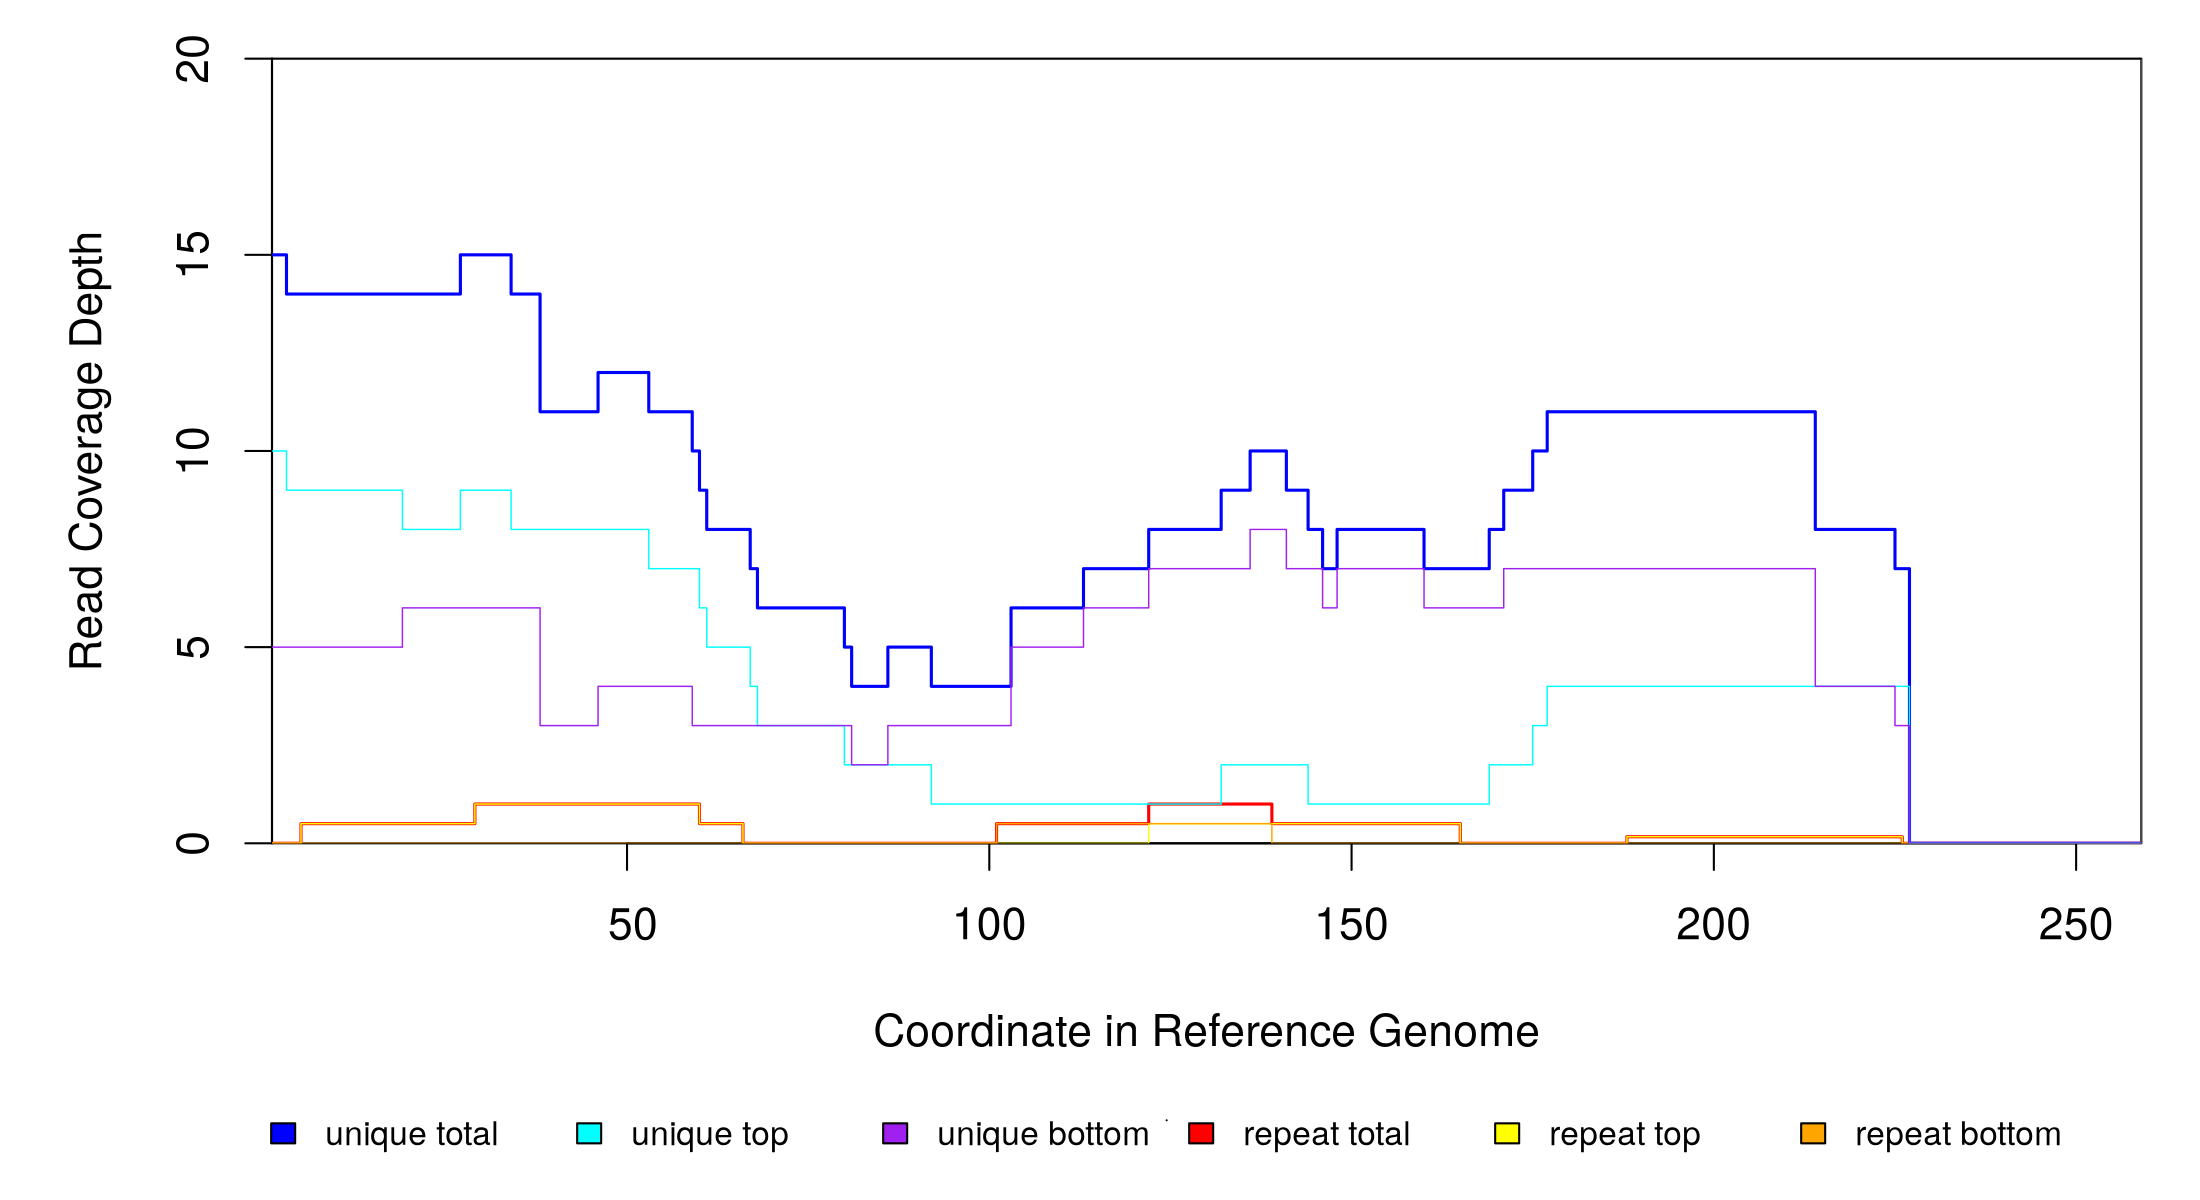 Read Coverage Depth
20
15
10
5
0
50 100 150 200 250
Coordinate in Reference Genome
unique total unique top unique bottom repeat total repeat top repeat bottom